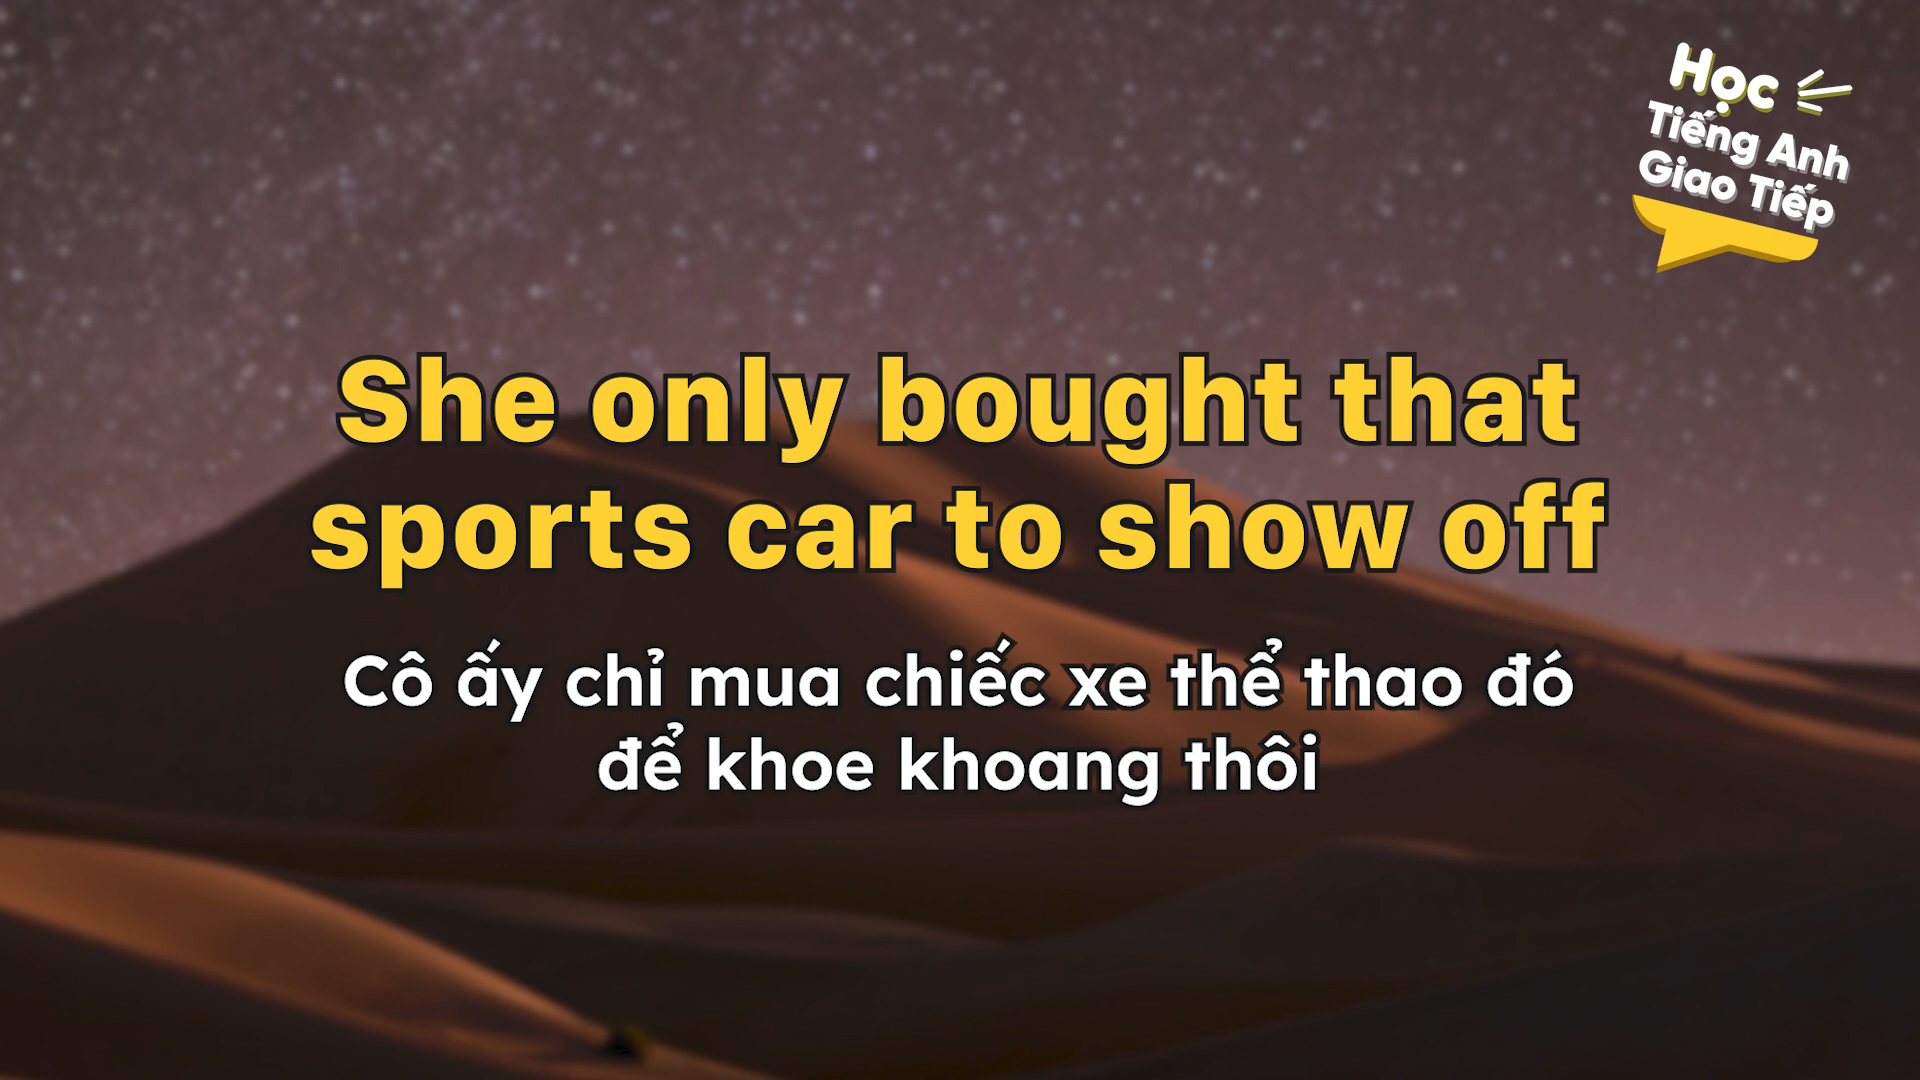 Học
Tiếng Anh
Giao Tiếp
She only bought that
sports car to show off
Cô ấy chỉ mua chiếc xe thể thao đó
để khoe khoang thôi